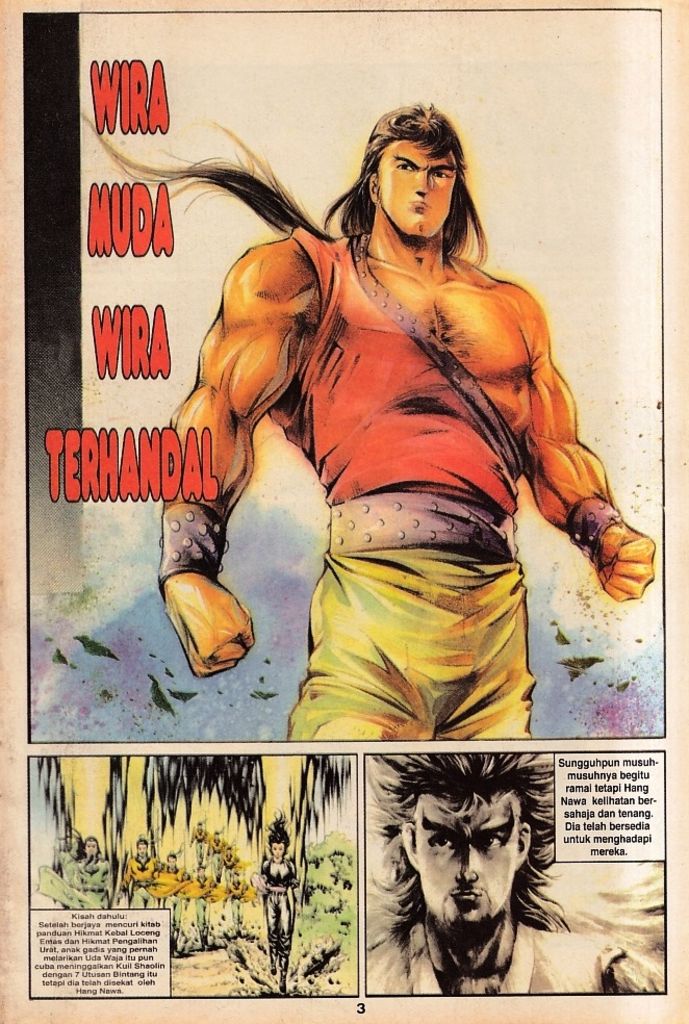 WIRA
MUDA
WIRA
TERHANDAL
Kisah dahulu:
Setelah berjaya mencuri kitab
panduan Hikmat Kebal Loceng
Emas dan Hikmat Pengalihan
Urat, anak gadis yang pernah
melarikan Uda Waja itu pun
cuba meninggalkan Kuil Shaolin
dengan 7 Utusan Bintang itu
tetapi dia telah disekat oleh
Hang Nawa.
Sungguhpun musuh-
musuhnya begitu
ramai tetapi Hang
Nawa kelihatan ber-
sahaja dan tenang.
Dia telah bersedia
untuk menghadapi
mereka.
3